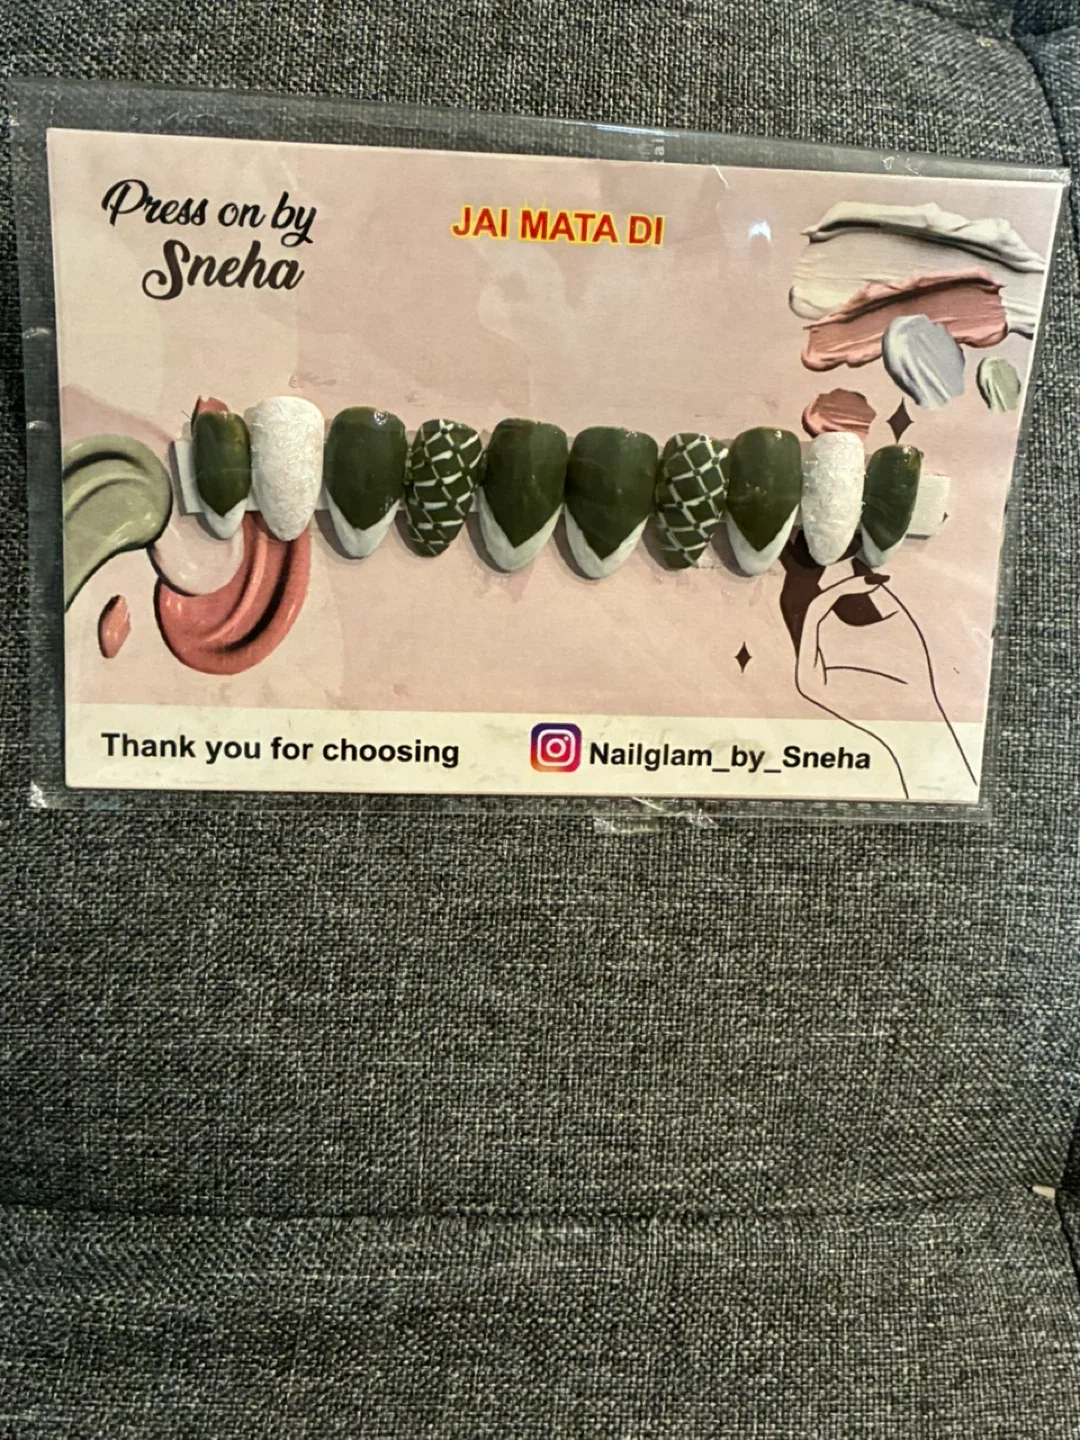 Press on by
Sneha
JAI MATA DI
Thank you for choosing
Nailglam_by_Sneha